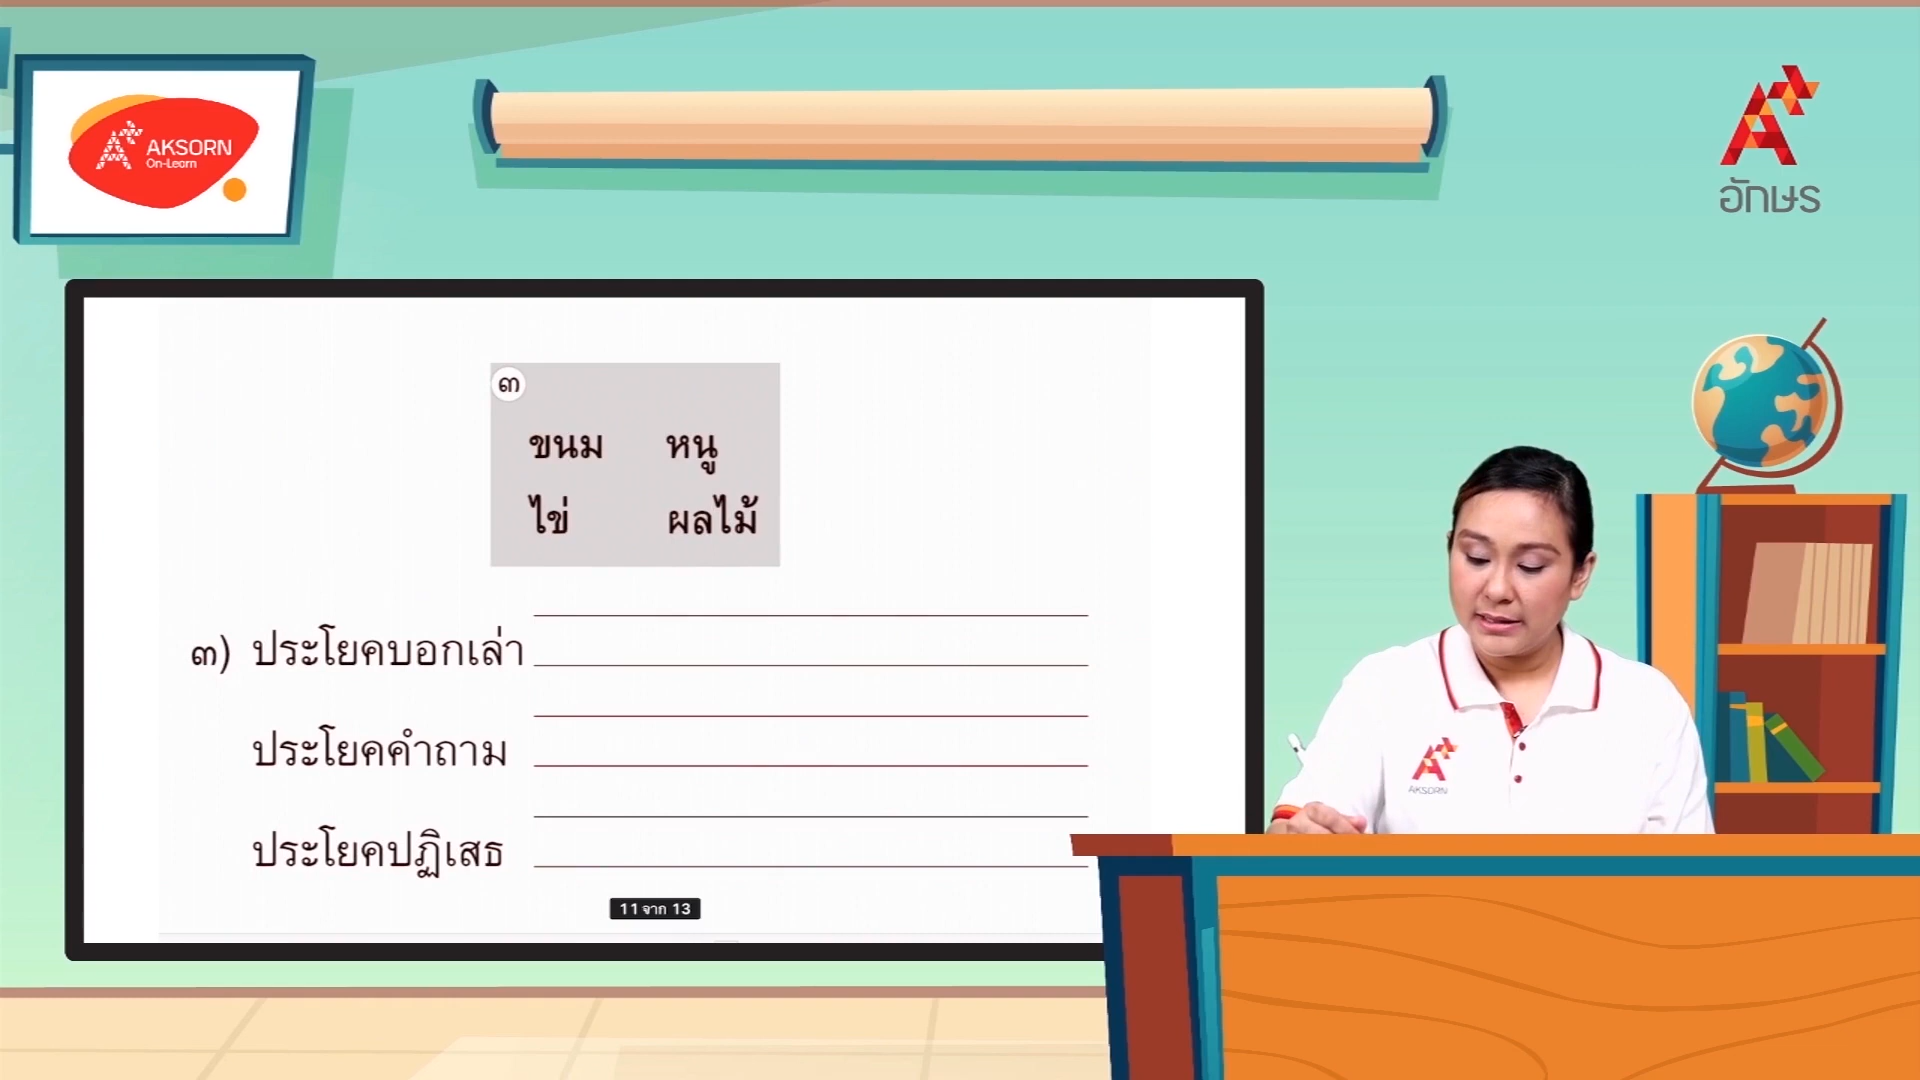 AKSORN
On-Learn
อักษร
๓
ขนม หนู
ไข่ ผลไม้
๓) ประโยคบอกเล่า
ประโยคคำถาม
ประโยคปฏิเสธ
11 จาก 13
AKSORN